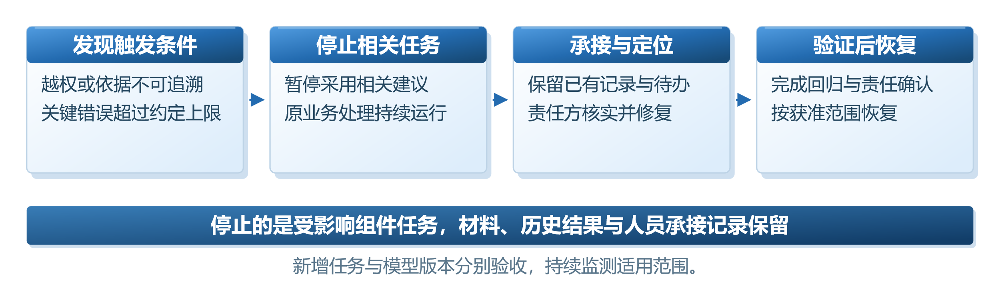 发现触发条件
越权或依据不可追溯
关键错误超过约定上限
停止相关任务
暂停采用相关建议
原业务办理持续运行
承接与定位
保留已有记录与待办
责任方核实并修复
验证后恢复
完成回归与责任确认
按获准范围恢复
停止的是受影响组件任务，材料、历史结果与人员承接记录保留
新增任务与模型版本分别验收，持续监测适用范围。